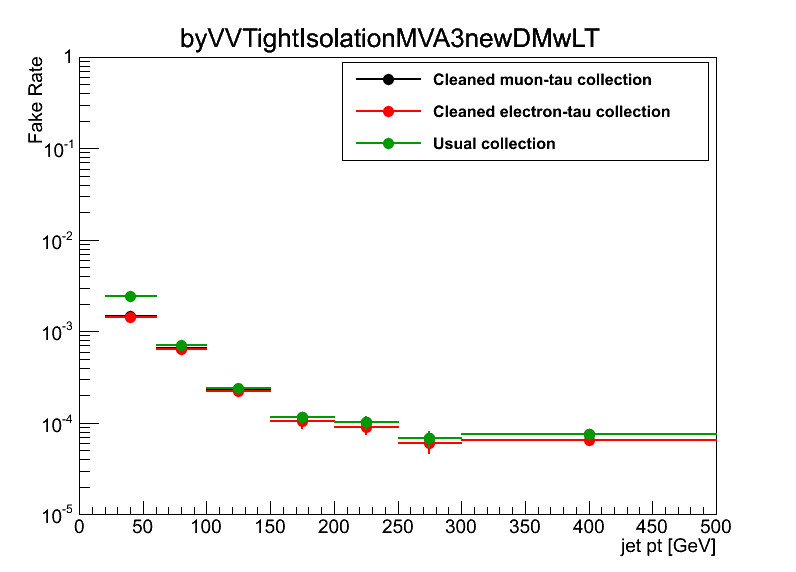 byVVTightIsolationMVA3newDMwLT
Fake Rate
1
10^-1
10^-2
10^-3
10^-4
10^-5
Cleaned muon-tau collection
Cleaned electron-tau collection
Usual collection
0 50 100 150 200 250 300 350 400 450 500
jet pt [GeV]